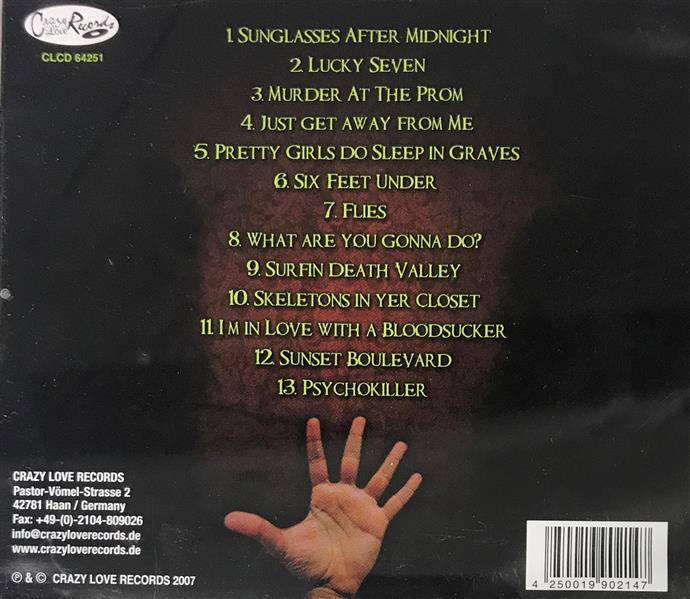 Crazy Love Records
CLCD 64251
1. Sunglasses After Midnight
2. Lucky Seven
3. Murder At The Prom
4. Just get away from Me
5. Pretty Girls do Sleep in Graves
6. Six Feet Under
7. Flies
8. What are you gonna do?
9. Surfin Death Valley
10. Skeletons in yer closet
11. I m in Love with a Bloodsucker
12. Sunset Boulevard
13. Psychokiller
CRAZY LOVE RECORDS
Pastor-Vömel-Strasse 2
42781 Haan / Germany
Fax: +49-(0)-2104-809026
info@crazyloverecords.de
www.crazyloverecords.de
℗ & © CRAZY LOVE RECORDS 2007
4 250019 902147